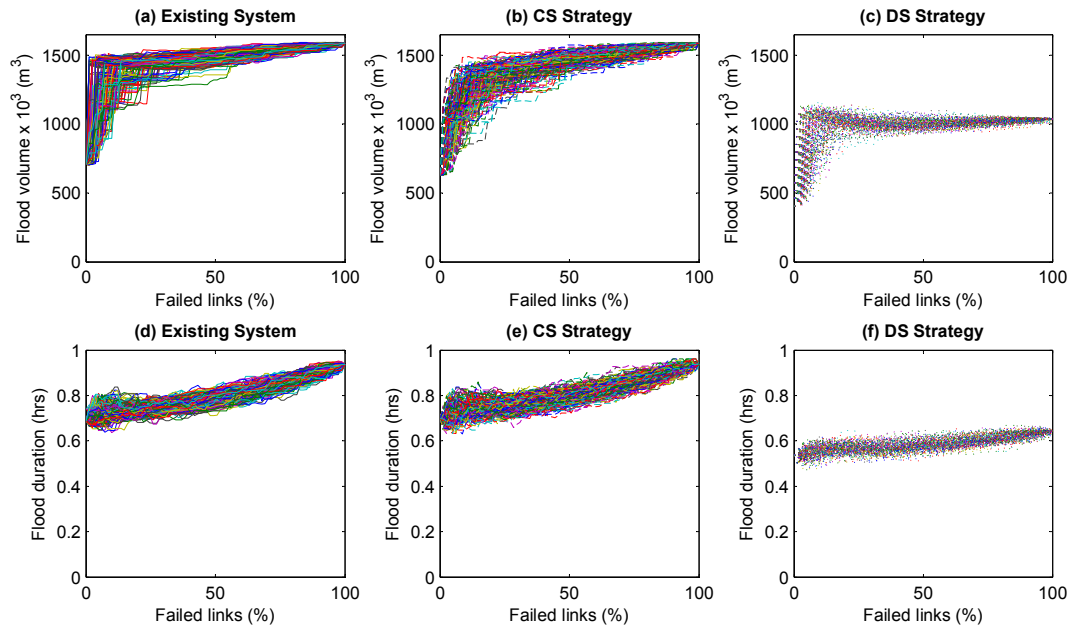 (a) Existing System
(b) CS Strategy
(c) DS Strategy
Flood volume x 10³ (m³)
1500
1000
500
0
0
50
100
Failed links (%)
Flood volume x 10³ (m³)
1500
1000
500
0
0
50
100
Failed links (%)
Flood volume x 10³ (m³)
1500
1000
500
0
50
100
Failed links (%)
(d) Existing System
(e) CS Strategy
(f) DS Strategy
Flood duration (hrs)
1
0.8
0.6
0.4
0.2
0
0
50
100
Failed links (%)
Flood duration (hrs)
1
0.8
0.6
0.4
0.2
0
0
50
100
Failed links (%)
Flood duration (hrs)
1
0.8
0.6
0.4
0.2
0
50
100
Failed links (%)